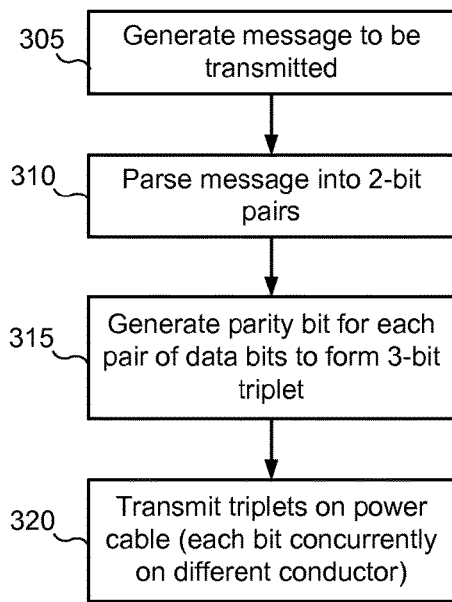 305
Generate message to be
transmitted
310
Parse message into 2-bit
pairs
315
Generate parity bit for each
pair of data bits to form 3-bit
triplet
320
Transmit triplets on power
cable (each bit concurrently
on different conductor)